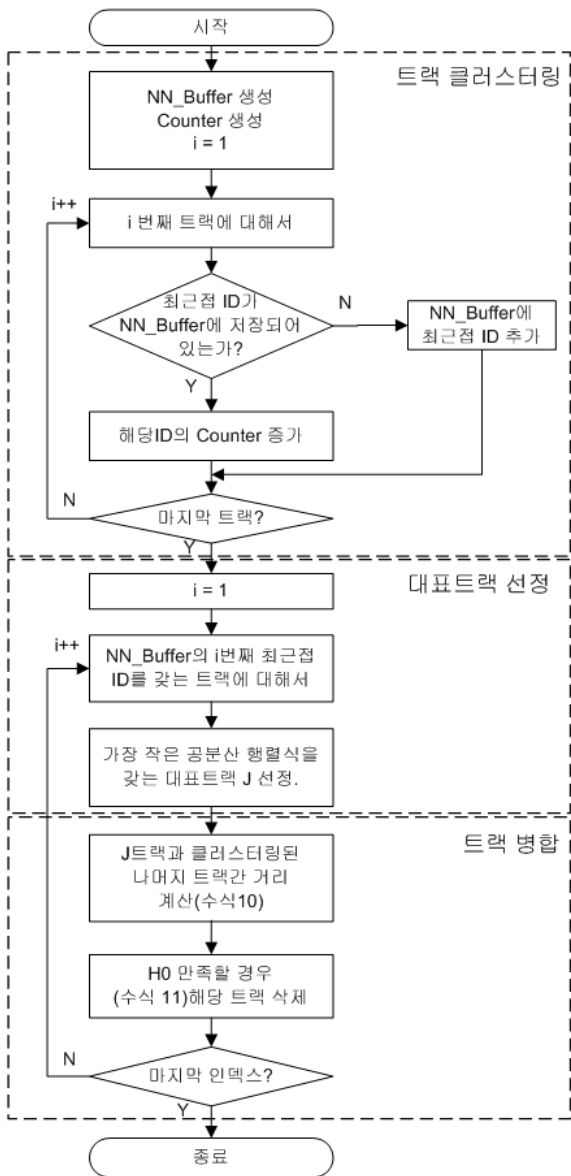 시작
트랙 클러스터링
NN_Buffer 생성
Counter 생성
i = 1
i++
i 번째 트랙에 대해서
최근접 ID가
NN_Buffer에 저장되어
있는가?
N
NN_Buffer에
최근접 ID 추가
Y
해당ID의 Counter 증가
N
마지막 트랙?
Y
대표트랙 선정
i = 1
i++
NN_Buffer의 i번째 최근접
ID를 갖는 트랙에 대해서
가장 작은 공분산 행렬식을
갖는 대표트랙 J 선정.
트랙 병합
J트랙과 클러스터링된
나머지 트랙간 거리
계산(수식10)
H0 만족할 경우
(수식 11)해당 트랙 삭제
N
마지막 인덱스?
Y
종료